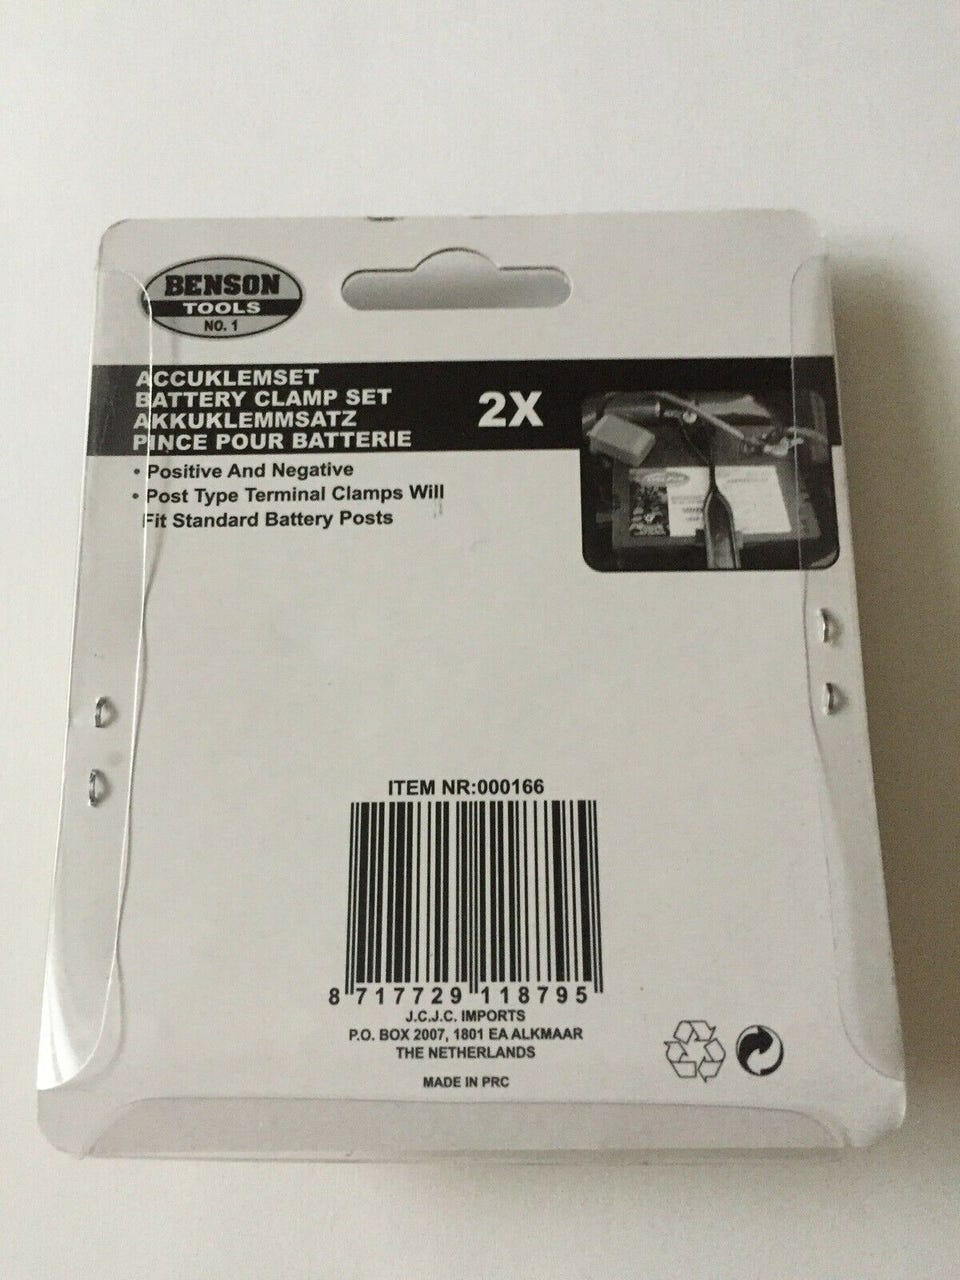 BENSON
TOOLS
NO. 1
ACCUKLEMSET
BATTERY CLAMP SET
AKKUKLEMMSATZ
PINCE POUR BATTERIE
2X
• Positive And Negative
• Post Type Terminal Clamps Will
Fit Standard Battery Posts
ITEM NR:000166
8 717729 118795
J.C.J.C. IMPORTS
P.O. BOX 2007, 1801 EA ALKMAAR
THE NETHERLANDS
MADE IN PRC